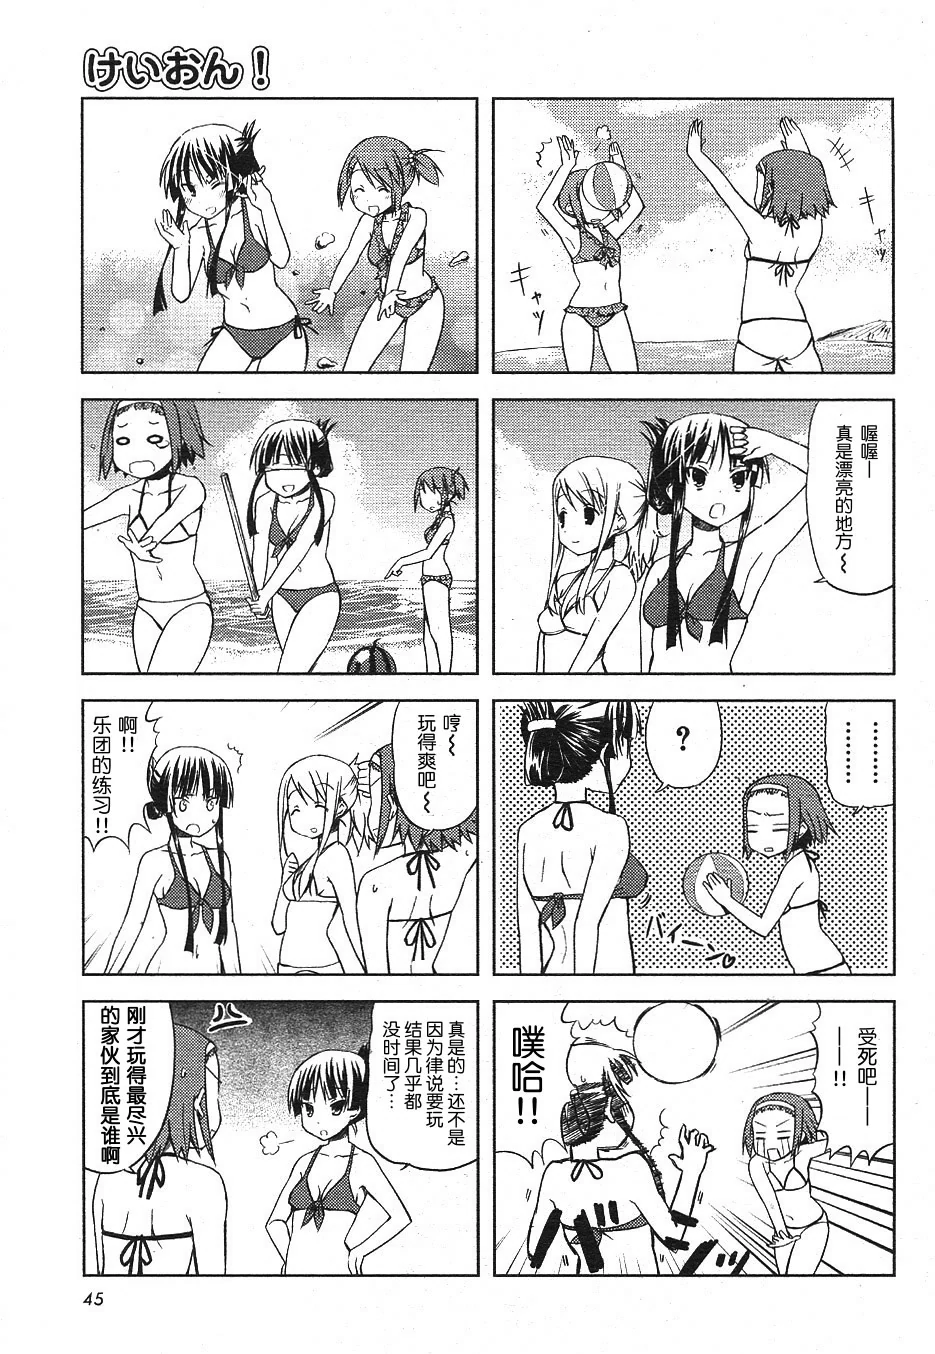 けいおん!
キャッ
キャッ
喔喔ー
真是漂亮的地方～
………
………
?
バイーン♡
受死吧——
——!!
噗哈!!
哼～
玩得爽吧～
啊!!
乐团的练习!!
真是的…还不是
因为律说要玩
结果几乎都
没时间了…
刚才玩得最尽兴
的家伙到底是谁啊
45